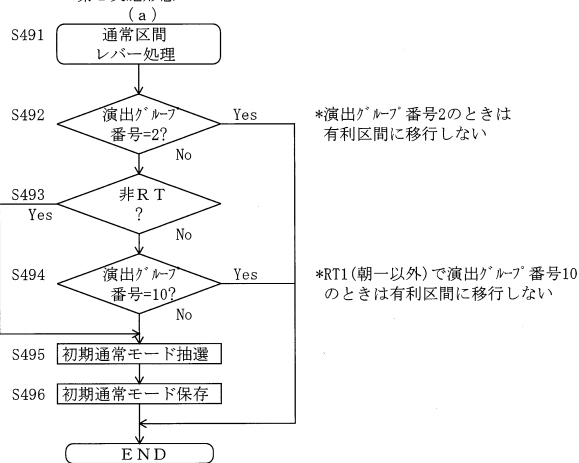 (a)
S491
通常区間
レバー処理
S492
演出ｸﾞﾙｰﾌﾟ
番号=2?
Yes
*演出ｸﾞﾙｰﾌﾟ番号2のときは
有利区間に移行しない
No
S493
非RT
?
Yes
No
S494
演出ｸﾞﾙｰﾌﾟ
番号=10?
Yes
*RT1(朝一以外)で演出ｸﾞﾙｰﾌﾟ番号10
のときは有利区間に移行しない
No
S495
初期通常モード抽選
S496
初期通常モード保存
END